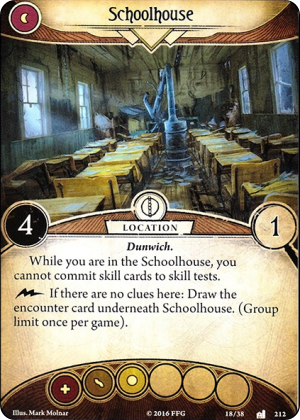 Schoolhouse
LOCATION
4
1
Dunwich.
While you are in the Schoolhouse, you
cannot commit skill cards to skill tests.
If there are no clues here: Draw the
encounter card underneath Schoolhouse. (Group
limit once per game).
Illus. Mark Molnar
© 2016 FFG
18/38
212